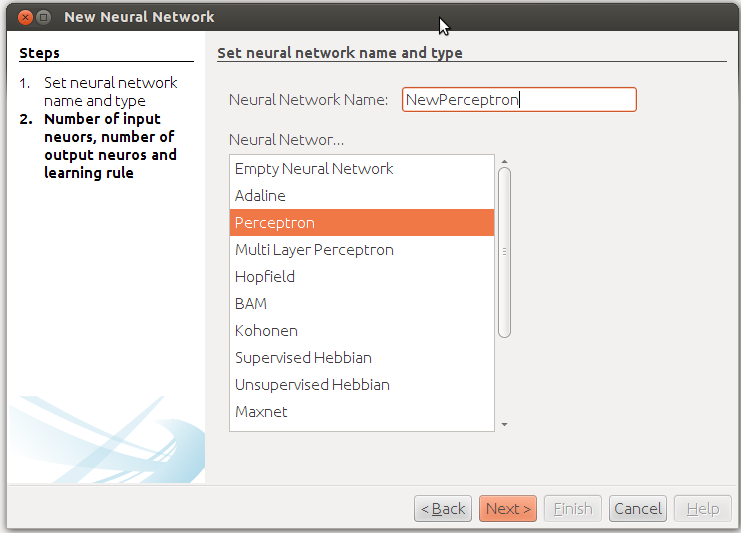 New Neural Network
Steps
1. Set neural network
name and type
2. Number of input
neuors, number of
output neuros and
learning rule
Set neural network name and type
Neural Network Name: NewPerceptron
Neural Networ...
Empty Neural Network
Adaline
Perceptron
Multi Layer Perceptron
Hopfield
BAM
Kohonen
Supervised Hebbian
Unsupervised Hebbian
Maxnet
< Back Next > Finish Cancel Help